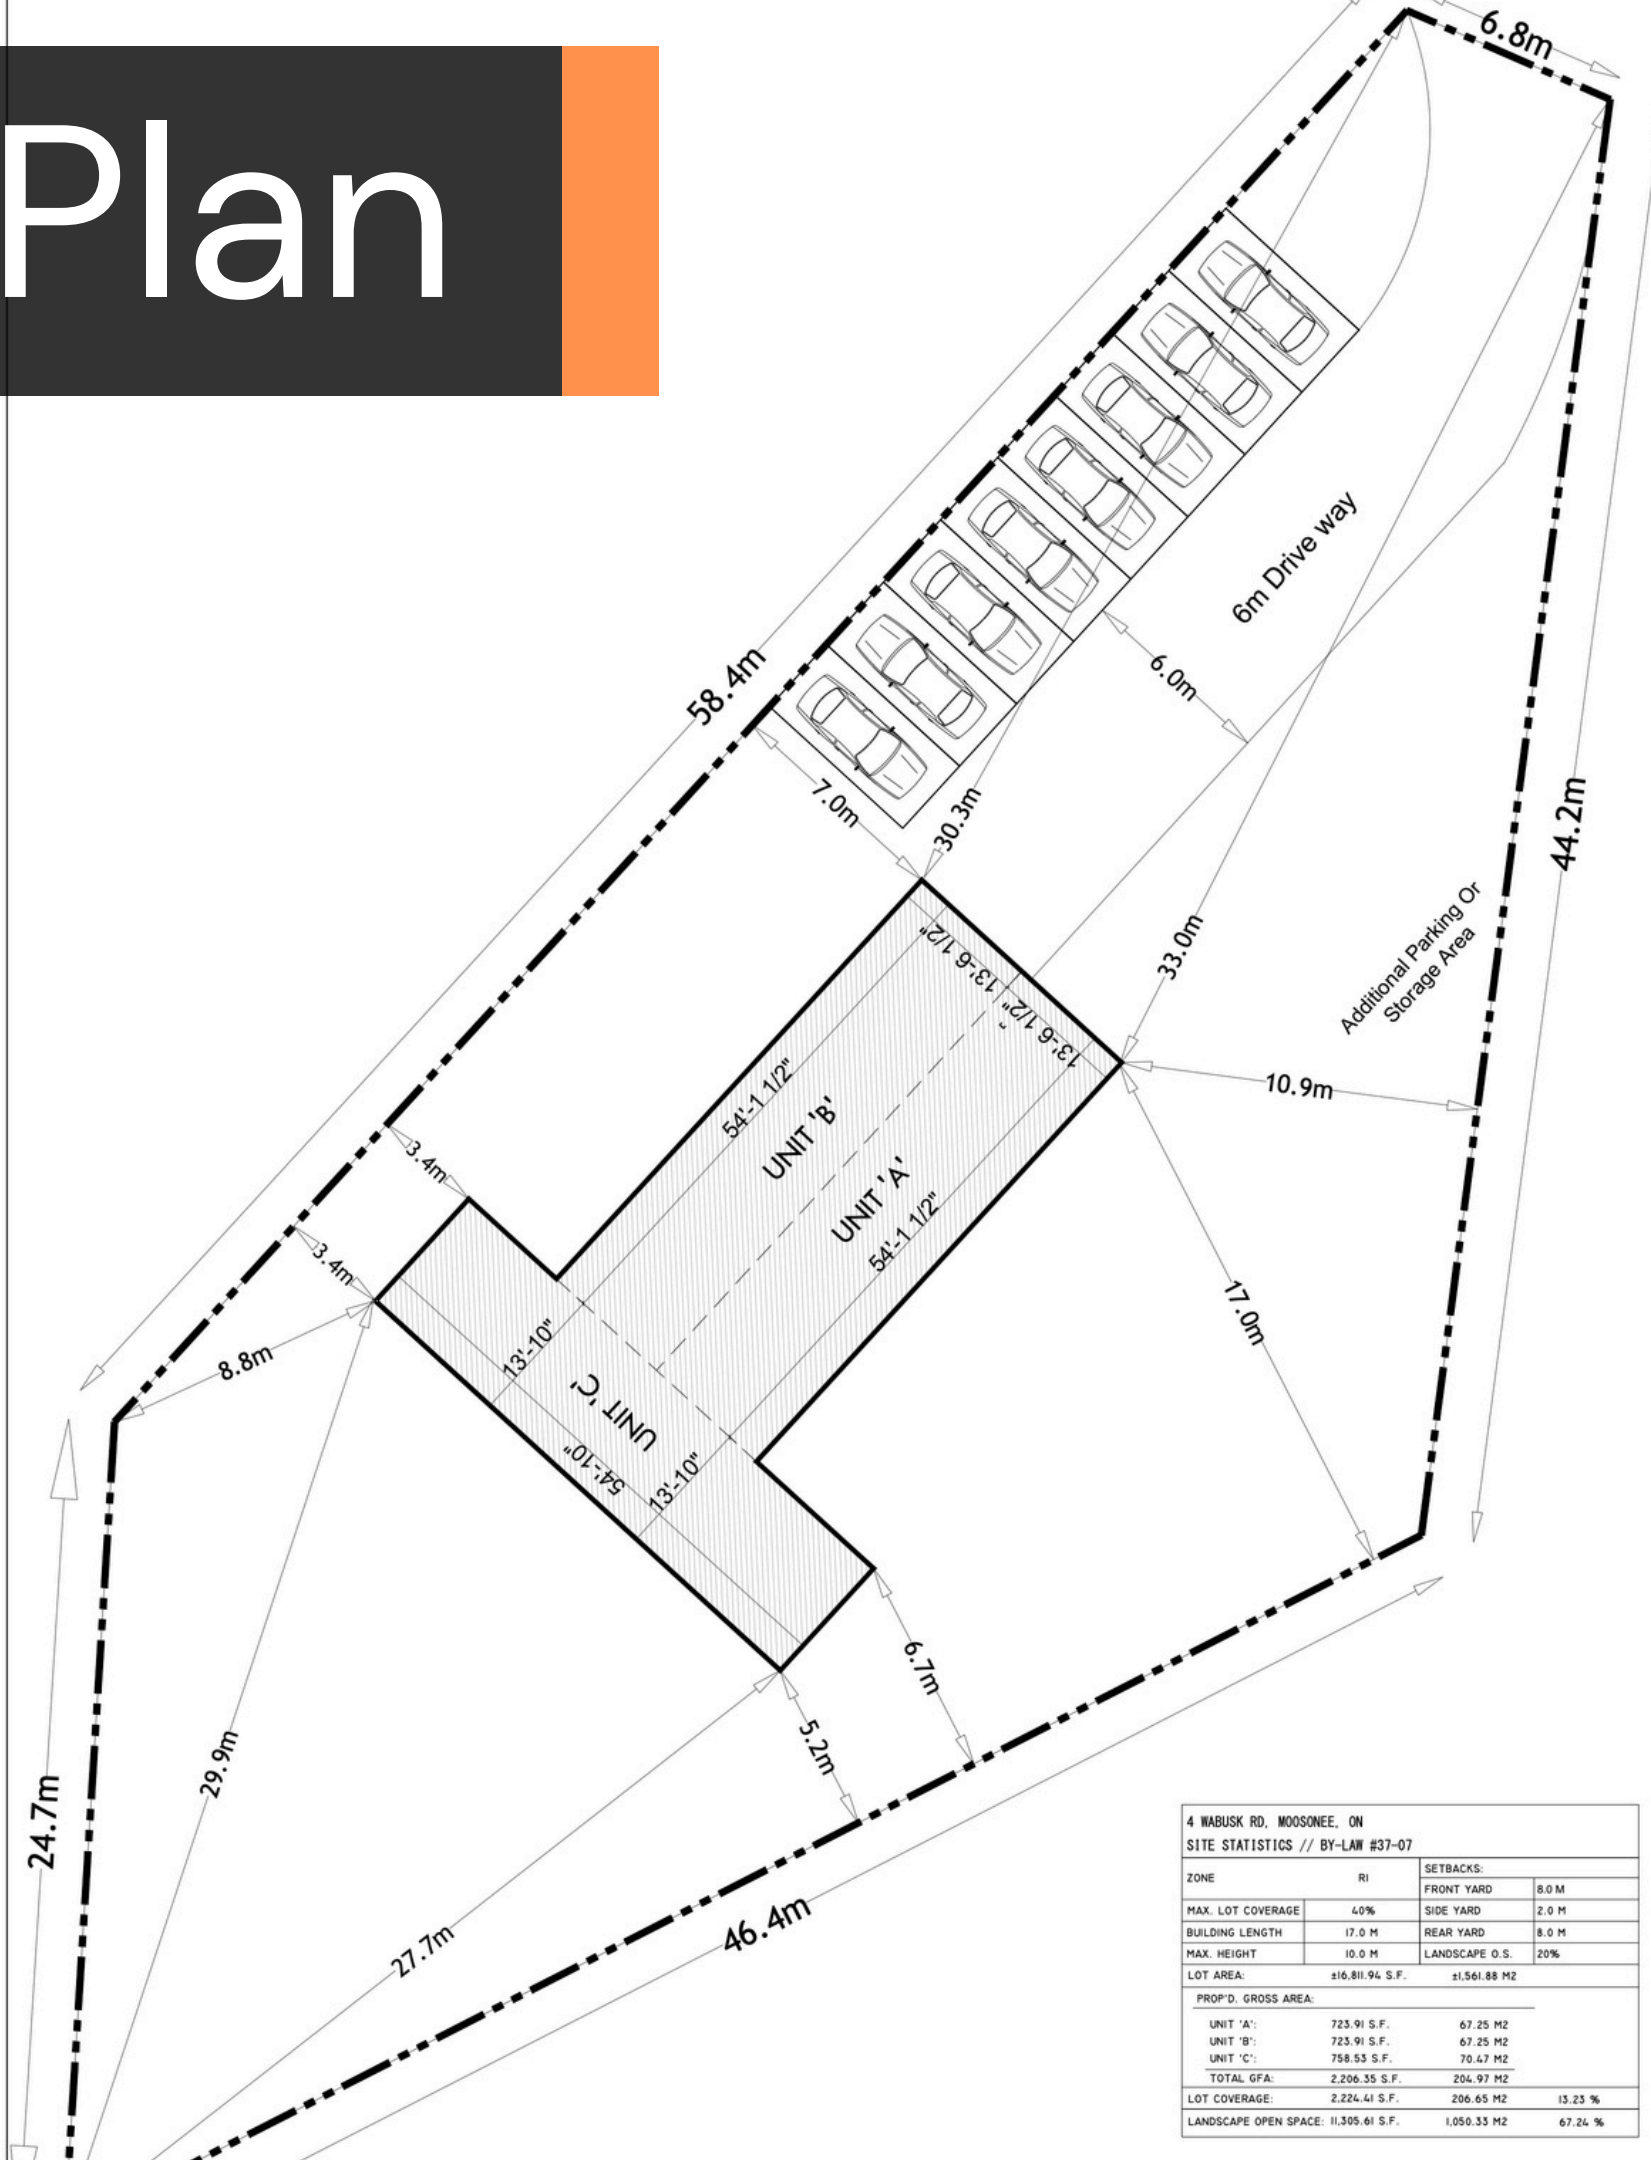 Plan
6.8m
58.4m
6m Drive way
6.0m
7.0m
30.3m
44.2m
33.0m
Additional Parking Or
Storage Area
10.9m
13'-6 1/2"
13'-6 1/2"
54'-1 1/2"
UNIT 'B'
UNIT 'A'
54'-1 1/2"
3.4m
3.4m
8.8m
17.0m
13'-10"
UNIT 'C'
54'-10"
13'-10"
6.7m
5.2m
29.9m
24.7m
27.7m
46.4m
4 WABUSK RD, MOOSONEE, ON
SITE STATISTICS // BY-LAW #37-07
ZONE RI SETBACKS:
FRONT YARD 8.0 M
MAX. LOT COVERAGE 40% SIDE YARD 2.0 M
BUILDING LENGTH 17.0 M REAR YARD 8.0 M
MAX. HEIGHT 10.0 M LANDSCAPE O.S. 20%
LOT AREA: ±16,811.94 S.F. ±1,561.88 M2
PROP'D. GROSS AREA:
UNIT 'A': 723.91 S.F. 67.25 M2
UNIT 'B': 723.91 S.F. 67.25 M2
UNIT 'C': 758.53 S.F. 70.47 M2
TOTAL GFA: 2,206.35 S.F. 204.97 M2
LOT COVERAGE: 2,224.41 S.F. 206.65 M2 13.23 %
LANDSCAPE OPEN SPACE: 11,305.61 S.F. 1,050.33 M2 67.24 %